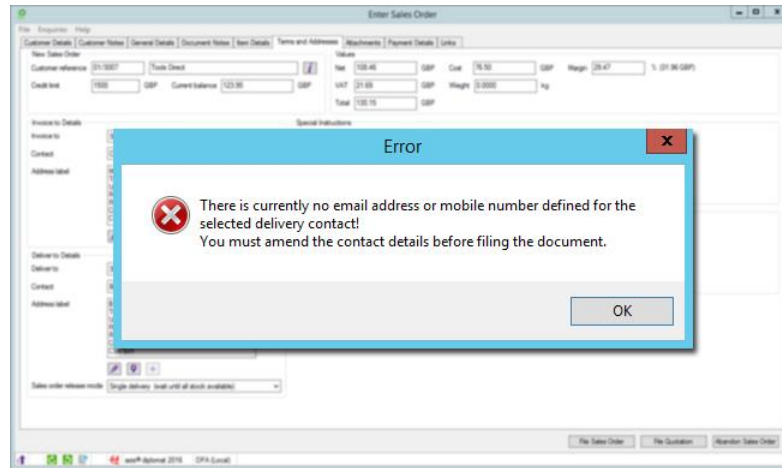 Enter Sales Order
File Enquiries Help
Customer Details Customer Notes General Details Document Notes Item Details Terms and Addresses Attachments Payment Details Links
New Sales Order
Values
Customer reference Tools Direct
Net 108.46 GBP Cost 76.50 GBP Margin 29.47 % (31.96 GBP)
Credit limit 1500 GBP Current balance 123.90 GBP
VAT 21.69 GBP Weight 0.0000 kg
Total 130.15 GBP
Invoice to Details
Special Instructions
Invoice to
Contact
Address label
Error
x
There is currently no email address or mobile number defined for the
selected delivery contact!
You must amend the contact details before filing the document.
OK
Deliver to Details
Deliver to
Contact
Address label
Sales order release mode Single delivery (wait until all stock available)
File Sales Order File Quotation Abandon Sales Order
diplomat 2016 (Local)